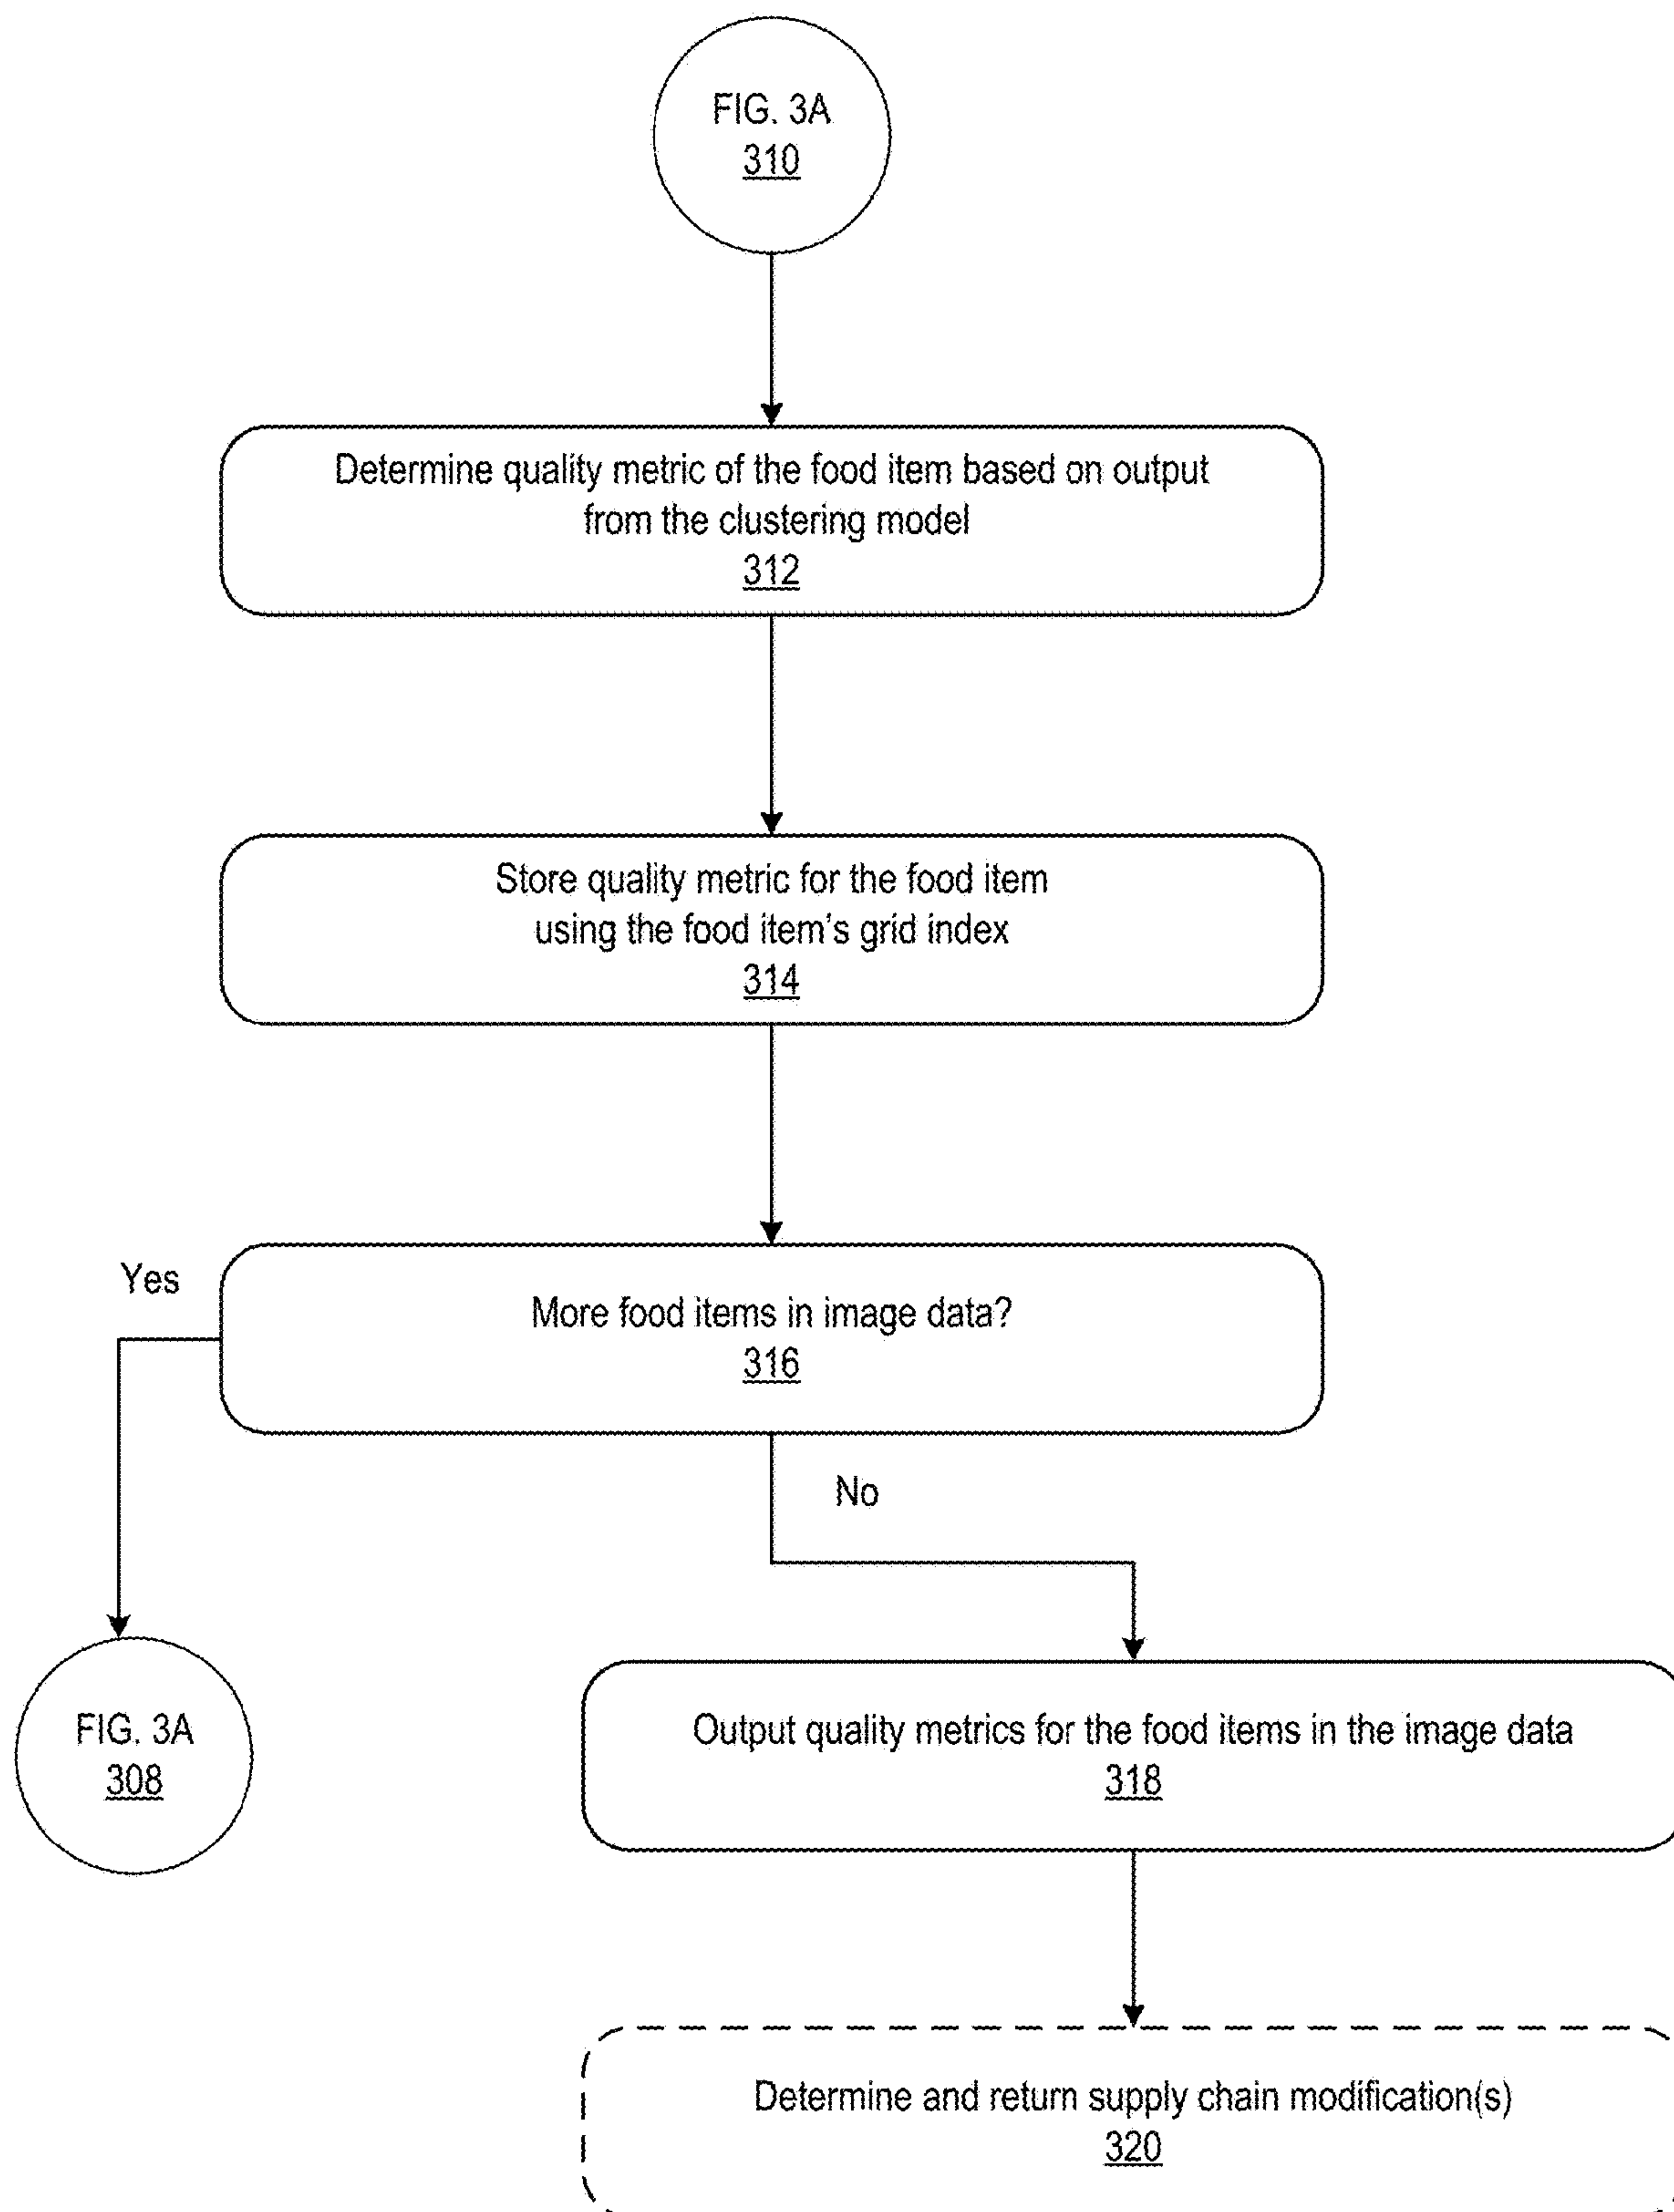 FIG. 3A
310
Determine quality metric of the food item based on output
from the clustering model
312
Store quality metric for the food item
using the food item's grid index
314
Yes
More food items in image data?
316
No
FIG. 3A
308
Output quality metrics for the food items in the image data
318
Determine and return supply chain modification(s)
320